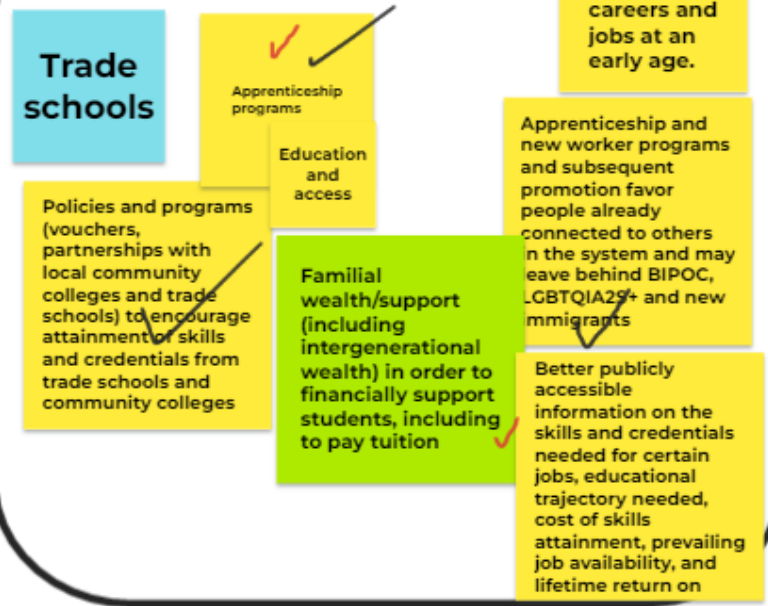 Trade
schools
Apprenticeship
programs
Education
and
access
careers and
jobs at an
early age.
Policies and programs
(vouchers,
partnerships with
local community
colleges and trade
schools) to encourage
attainment of skills
and credentials from
trade schools and
community colleges
Familial
wealth/support
(including
intergenerational
wealth) in order to
financially support
students, including
to pay tuition
Apprenticeship and
new worker programs
and subsequent
promotion favor
people already
connected to others
in the system and may
leave behind BIPOC,
LGBTQIA2S+ and new
immigrants
Better publicly
accessible
information on the
skills and credentials
needed for certain
jobs, educational
trajectory needed,
cost of skills
attainment, prevailing
job availability, and
lifetime return on